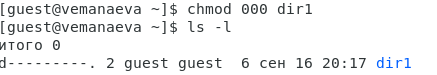 [guest@vemanaeva ~]$ chmod 000 dir1
[guest@vemanaeva ~]$ ls -l
итого 0
d---------. 2 guest guest  6 сен 16 20:17 dir1